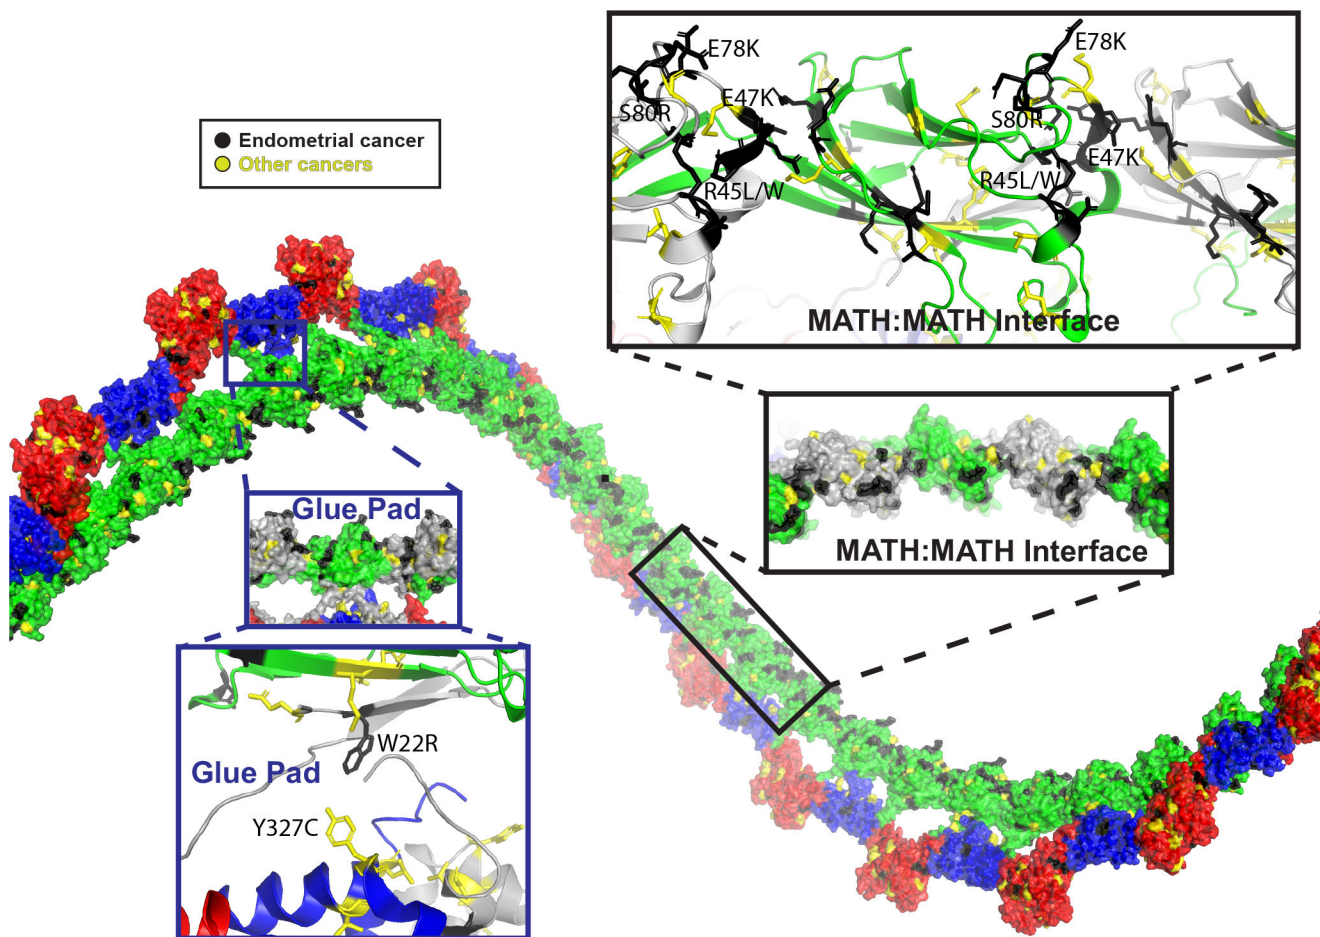 E78K
E78K
E47K
S80R
S80R
E47K
R45L/W
R45L/W
MATH:MATH Interface
Endometrial cancer
Other cancers
MATH:MATH Interface
Glue Pad
W22R
Glue Pad
Y327C